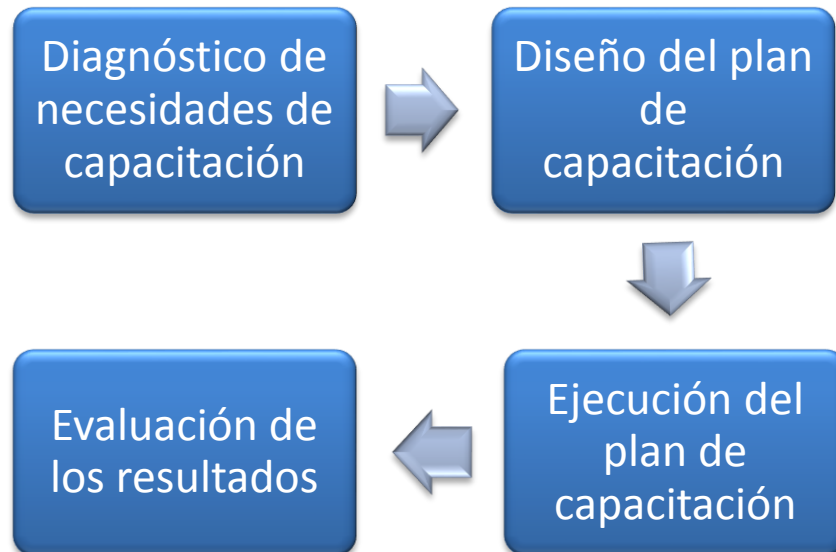 Diagnóstico de
necesidades de
capacitación
Diseño del plan
de
capacitación
Ejecución del
plan de
capacitación
Evaluación de
los resultados